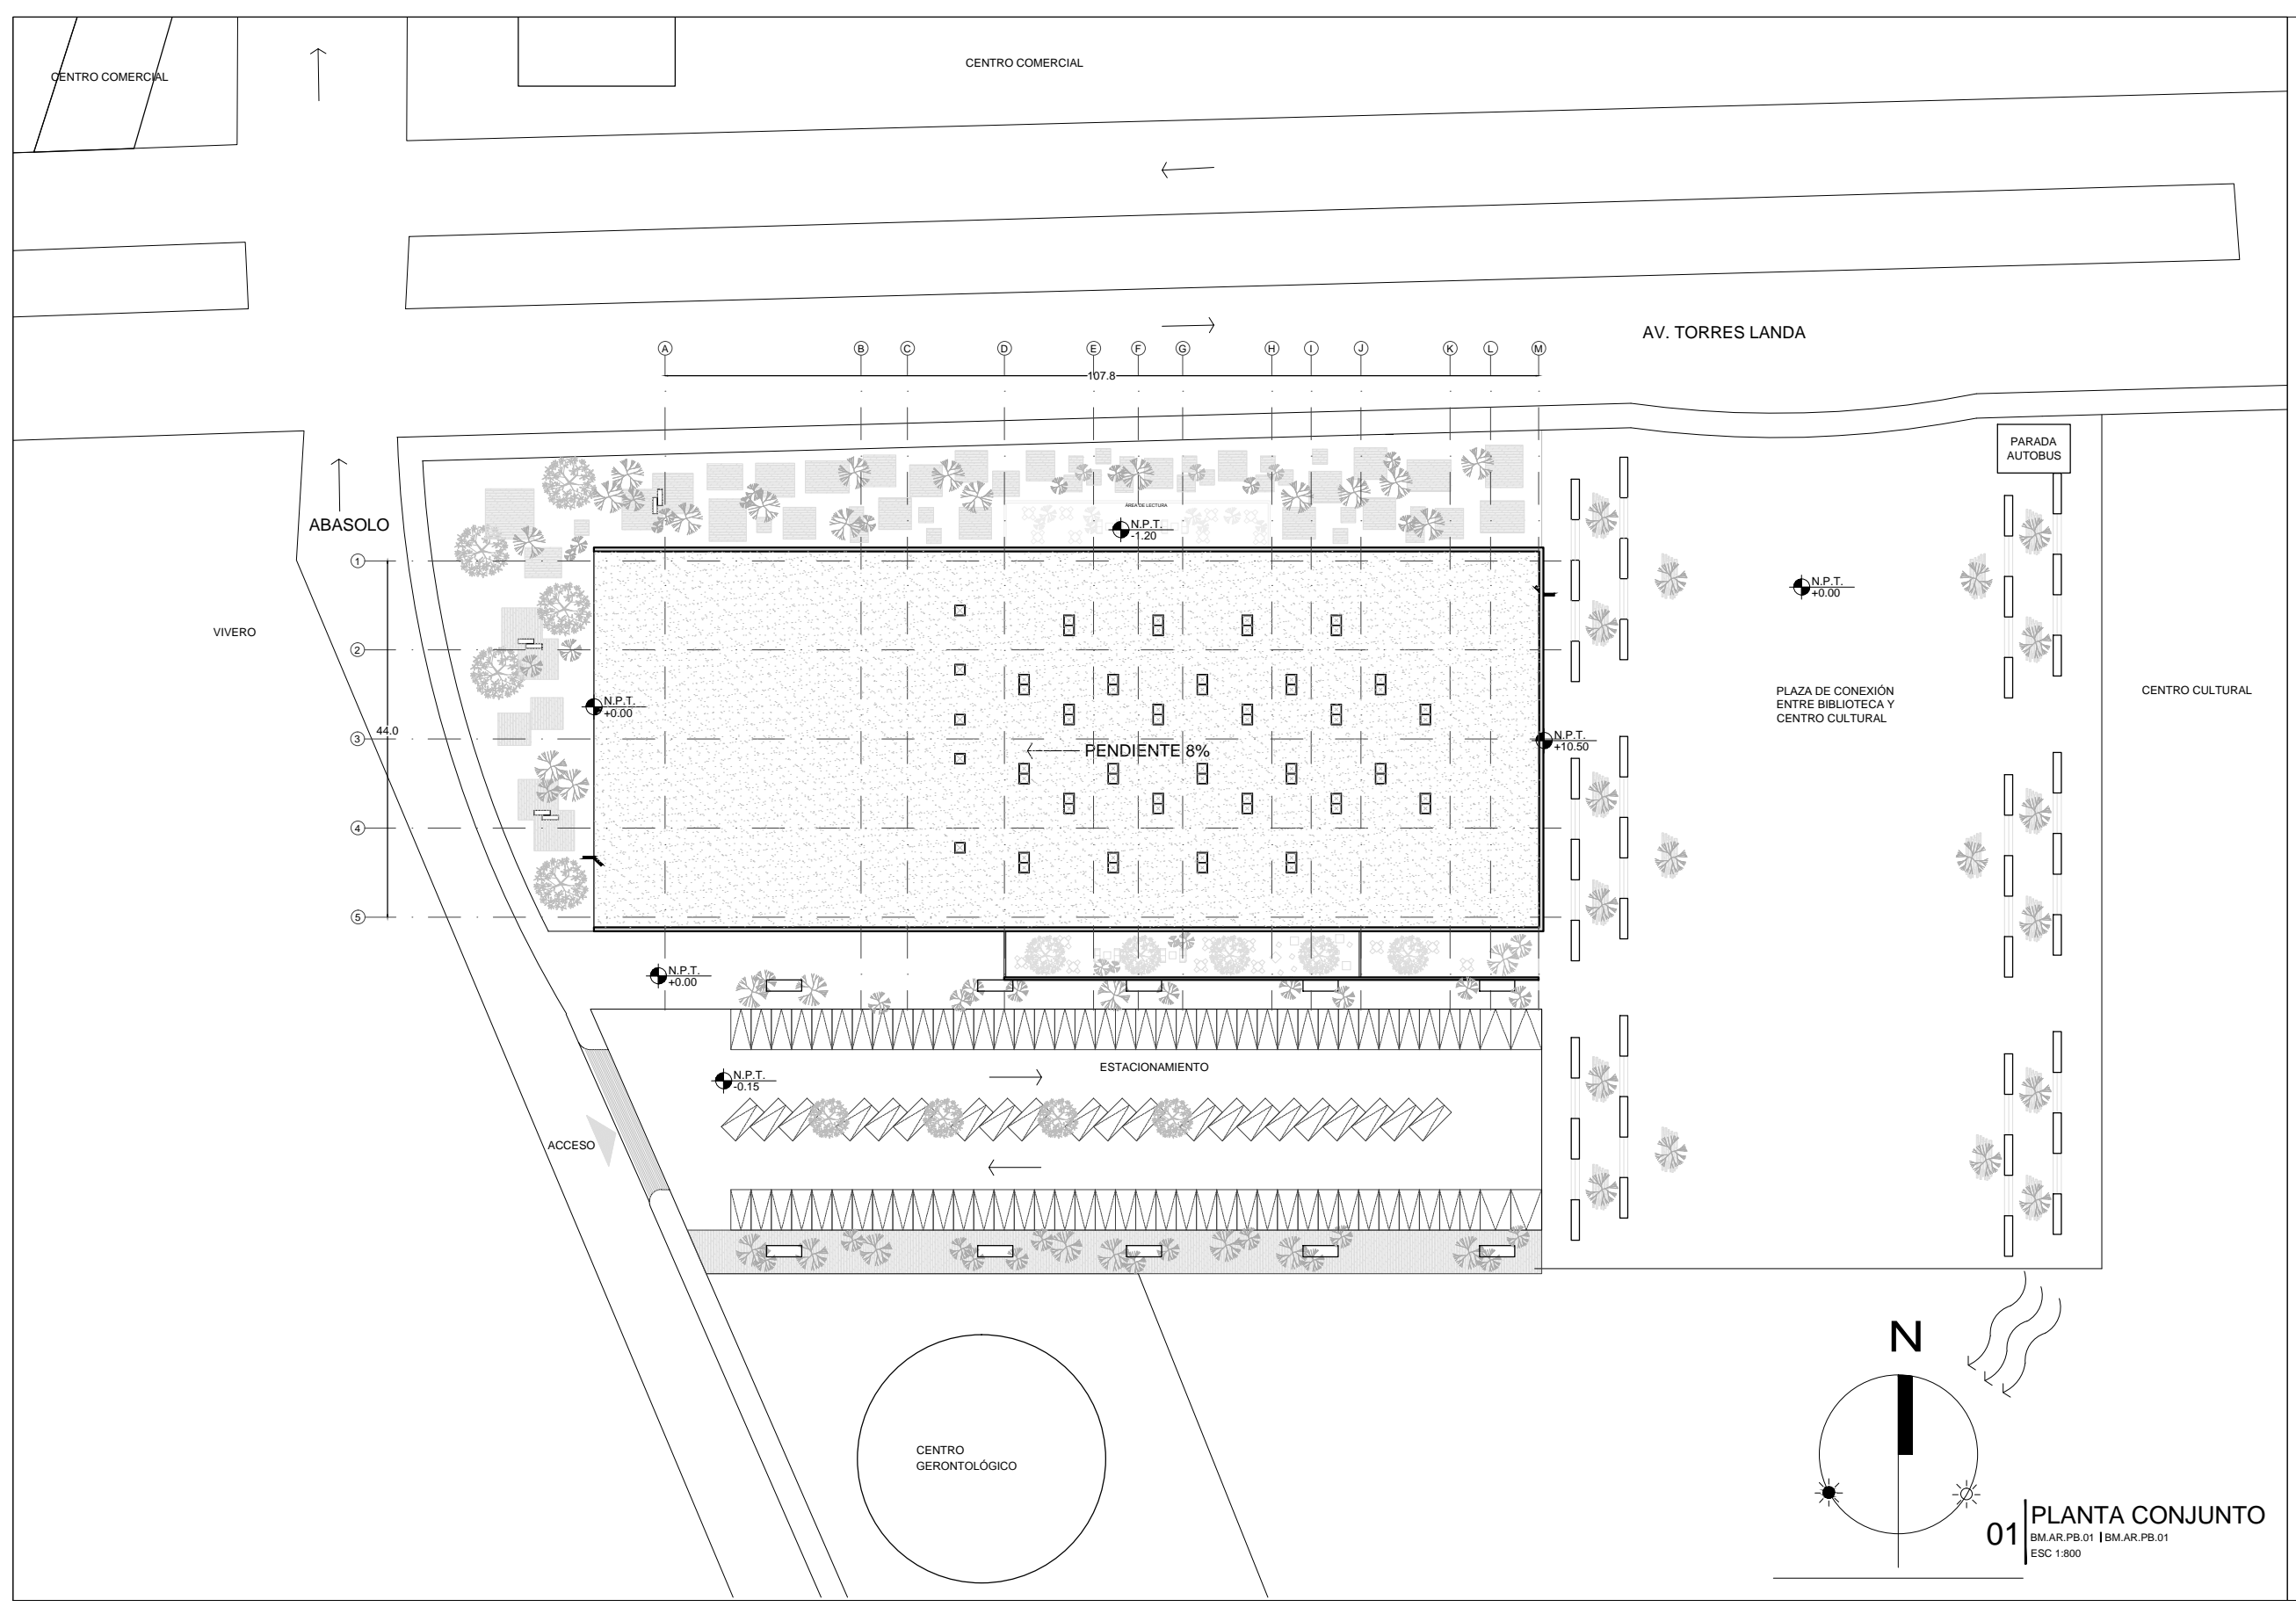 CENTRO COMERCIAL
CENTRO COMERCIAL
AV. TORRES LANDA
A
B
C
D
E
F
G
H
I
J
K
L
M
107.8
PARADA
AUTOBUS
ABASOLO
ÁREA DE LECTURA
N.P.T.
-1.20
1
N.P.T.
+0.00
VIVERO
2
PLAZA DE CONEXIÓN
ENTRE BIBLIOTECA Y
CENTRO CULTURAL
CENTRO CULTURAL
N.P.T.
+0.00
44.0
3
PENDIENTE 8%
N.P.T.
+10.50
4
5
N.P.T.
+0.00
ESTACIONAMIENTO
N.P.T.
-0.15
ACCESO
N
CENTRO
GERONTOLÓGICO
01
PLANTA CONJUNTO
BM.AR.PB.01 | BM.AR.PB.01
ESC 1:800